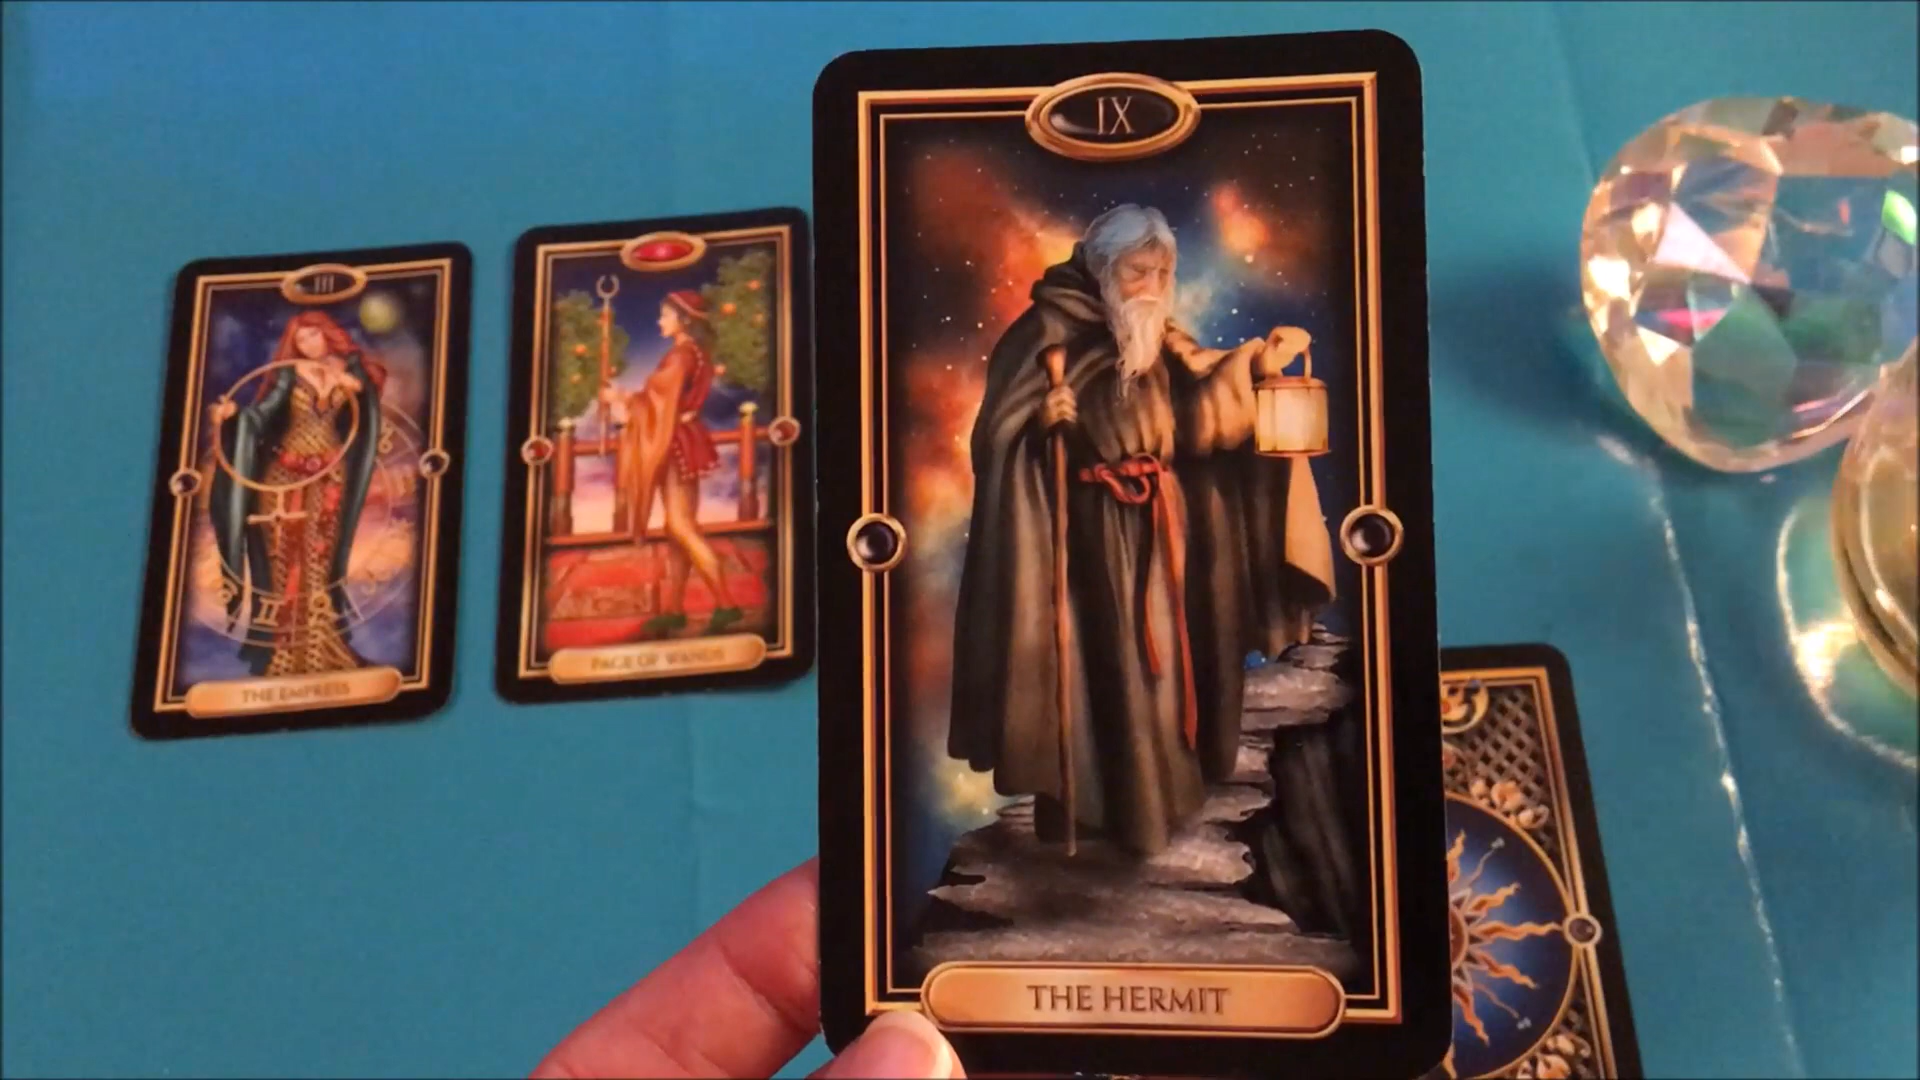 III
THE EMPRESS
PAGE OF WANDS
IX
THE HERMIT